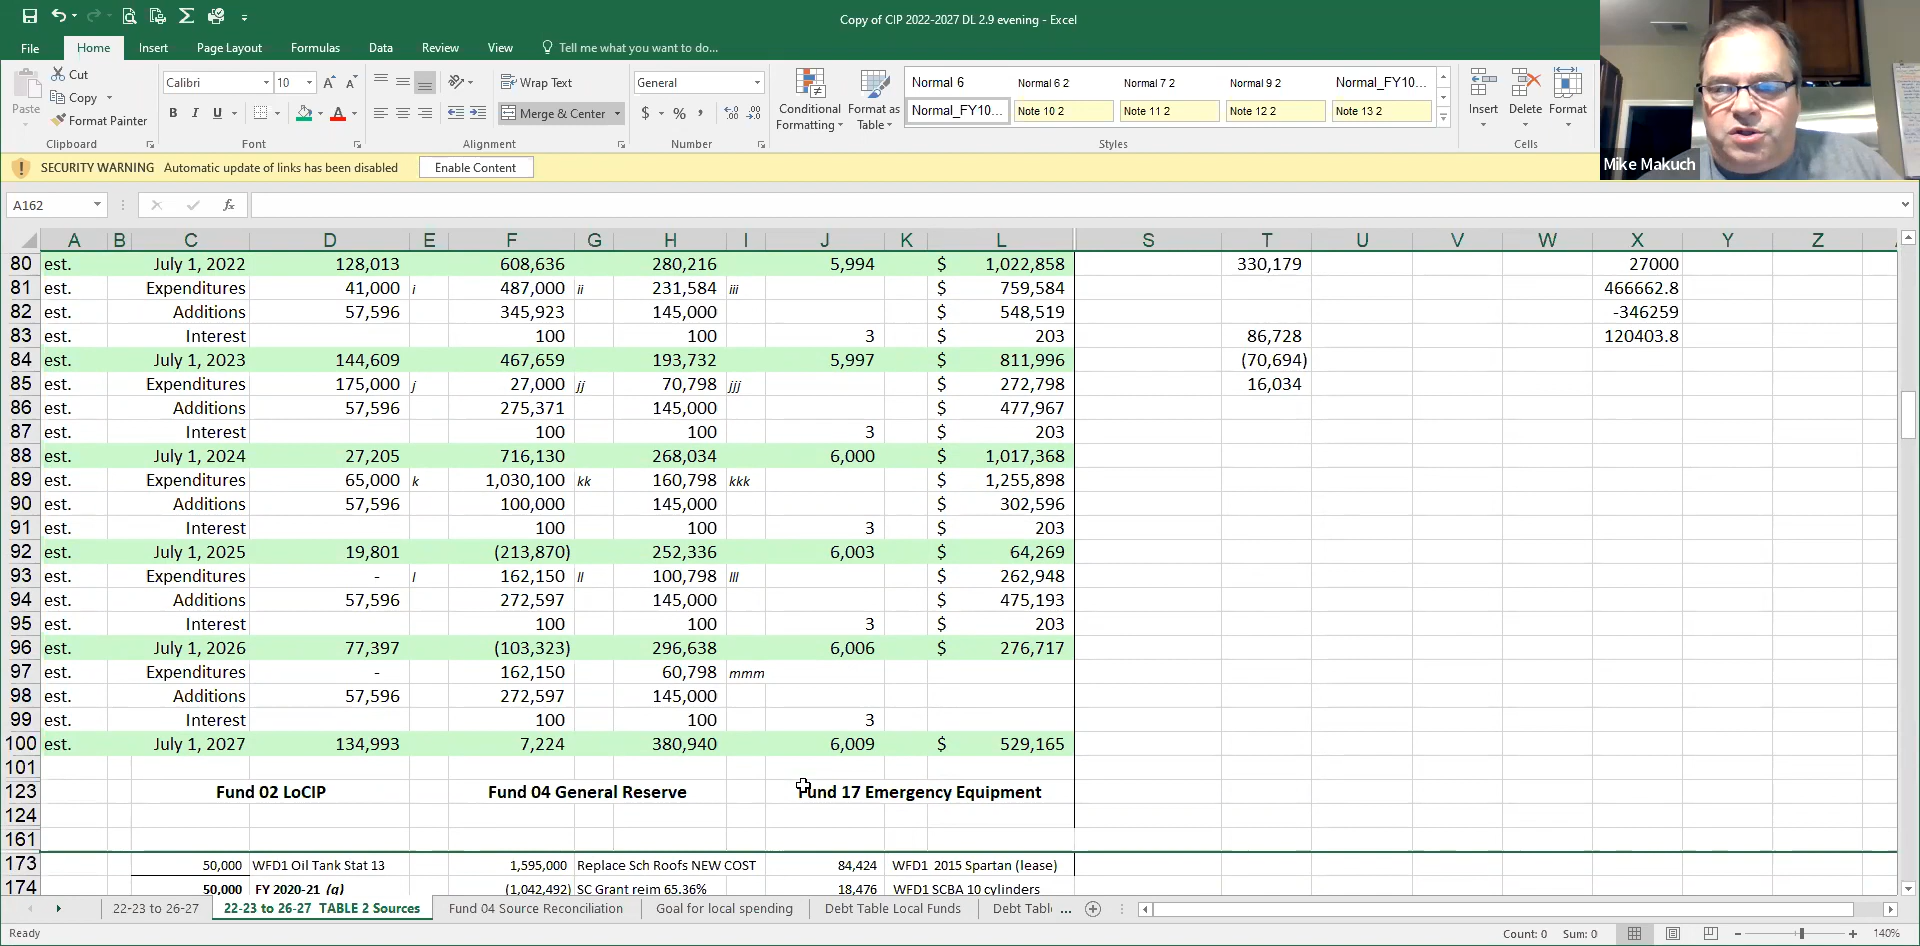 Copy of CIP 2022-2027 DL 2.9 evening - Excel
File Home Insert Page Layout Formulas Data Review View Tell me what you want to do...
Paste Cut Copy Format Painter Clipboard
Calibri 10 B I U Font
Wrap Text Merge & Center Alignment
General $ % Number
Conditional Formatting Format as Table
Normal 6 Normal 6 2 Normal 7 2 Normal 9 2 Normal_FY10...
Normal_FY10... Note 10 2 Note 11 2 Note 12 2 Note 13 2
Styles
Insert Delete Format Cells
Mike Makuch
SECURITY WARNING Automatic update of links has been disabled Enable Content
A162 fx
A B C D E F G H I J K L S T U V W X Y Z
80 est. July 1, 2022 128,013 608,636 280,216 5,994 $ 1,022,858 330,179 27000
81 est. Expenditures 41,000 i 487,000 ii 231,584 iii $ 759,584 466662.8
82 est. Additions 57,596 345,923 145,000 $ 548,519 -346259
83 est. Interest 100 100 3 $ 203 86,728 120403.8
84 est. July 1, 2023 144,609 467,659 193,732 5,997 $ 811,996 (70,694)
85 est. Expenditures 175,000 j 27,000 jj 70,798 jjj $ 272,798 16,034
86 est. Additions 57,596 275,371 145,000 $ 477,967
87 est. Interest 100 100 3 $ 203
88 est. July 1, 2024 27,205 716,130 268,034 6,000 $ 1,017,368
89 est. Expenditures 65,000 k 1,030,100 kk 160,798 kkk $ 1,255,898
90 est. Additions 57,596 100,000 145,000 $ 302,596
91 est. Interest 100 100 3 $ 203
92 est. July 1, 2025 19,801 (213,870) 252,336 6,003 $ 64,269
93 est. Expenditures - l 162,150 ll 100,798 lll $ 262,948
94 est. Additions 57,596 272,597 145,000 $ 475,193
95 est. Interest 100 100 3 $ 203
96 est. July 1, 2026 77,397 (103,323) 296,638 6,006 $ 276,717
97 est. Expenditures - 162,150 60,798 mmm
98 est. Additions 57,596 272,597 145,000
99 est. Interest 100 100 3
100 est. July 1, 2027 134,993 7,224 380,940 6,009 $ 529,165
101
123 Fund 02 LoCIP Fund 04 General Reserve Fund 17 Emergency Equipment
124
161
173 50,000 WFD1 Oil Tank Stat 13 1,595,000 Replace Sch Roofs NEW COST 84,424 WFD1 2015 Spartan (lease)
174 50,000 FY 2020-21 (g) (1,042,492) SC Grant reim 65.36% 18,476 WFD1 SCBA 10 cylinders
22-23 to 26-27 22-23 to 26-27 TABLE 2 Sources Fund 04 Source Reconciliation Goal for local spending Debt Table Local Funds Debt Tabl ...
Ready Count: 0 Sum: 0 140%